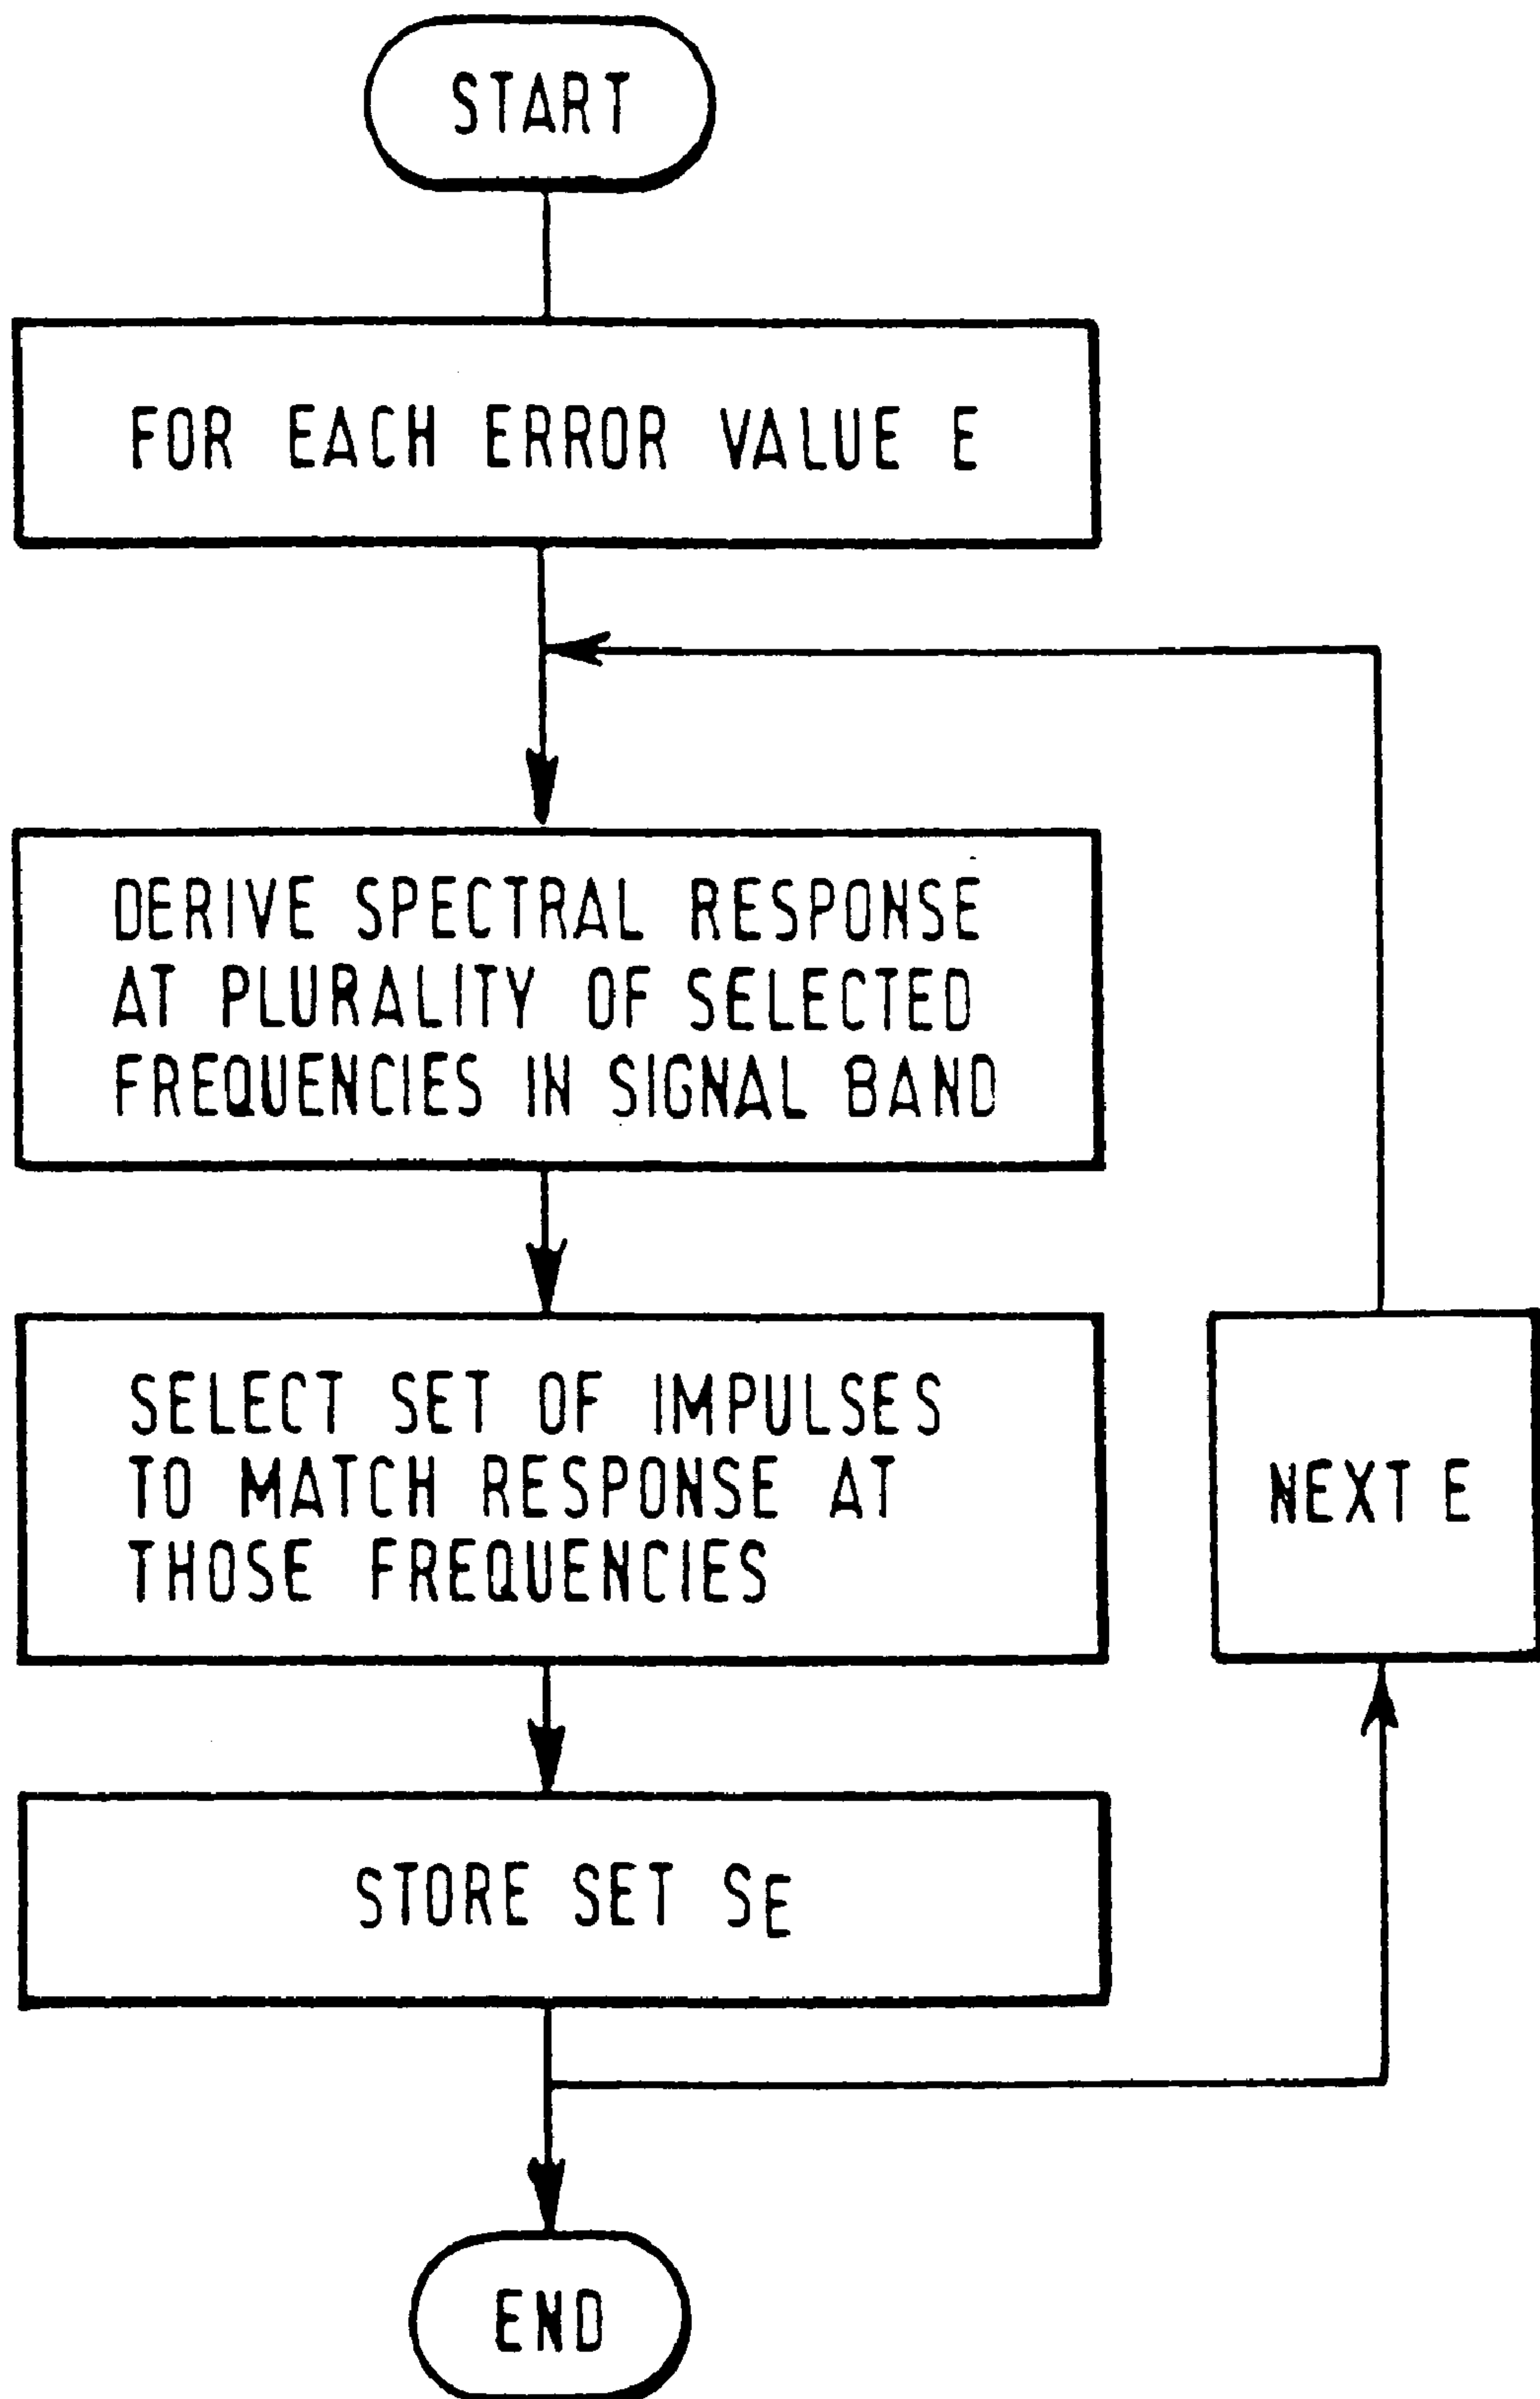 START
FOR EACH ERROR VALUE E
DERIVE SPECTRAL RESPONSE
AT PLURALITY OF SELECTED
FREQUENCIES IN SIGNAL BAND
SELECT SET OF IMPULSES
TO MATCH RESPONSE AT
THOSE FREQUENCIES
NEXT E
STORE SET SE
END